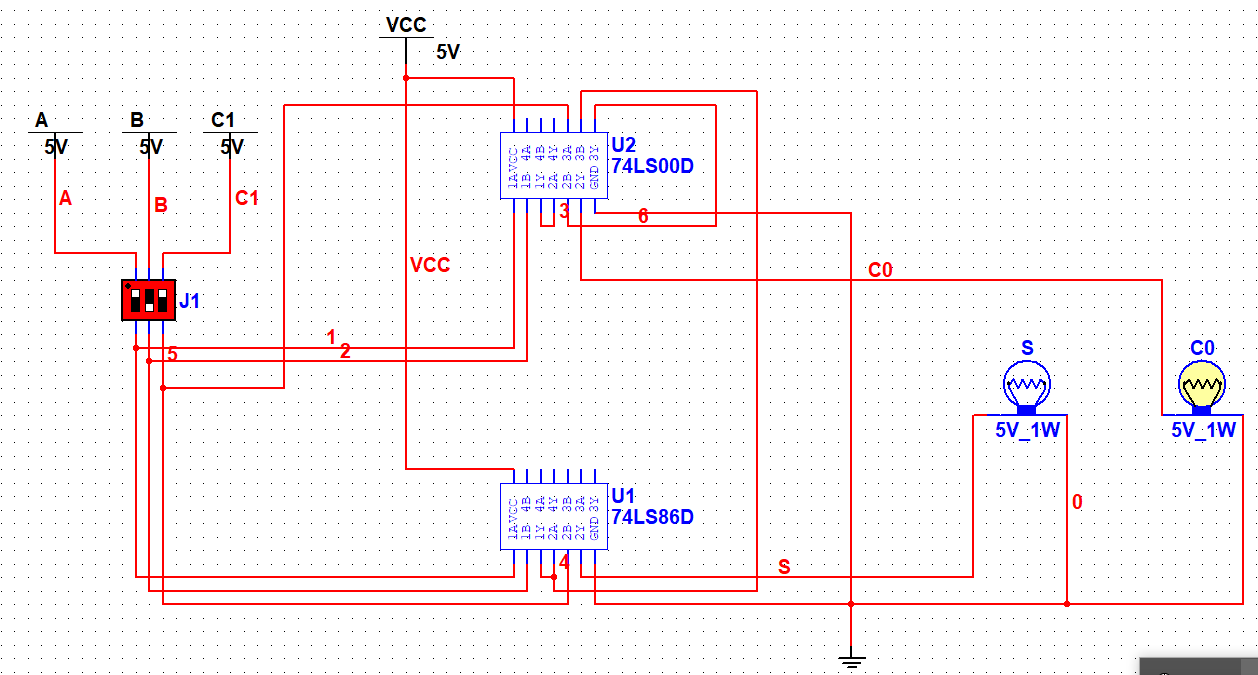 VCC
5V
A
B
C1
5V
5V
5V
A
B
C1
U2
74LS00D
VCC 4A 4B 4Y 3A 3B 3Y
1A 1B 1Y 2A 2B 2Y GND
3
6
VCC
C0
J1
1
2
5
S
C0
5V_1W
5V_1W
U1
74LS86D
VCC 4B 4A 4Y 3B 3A 3Y
1A 1B 1Y 2A 2B 2Y GND
0
4
S